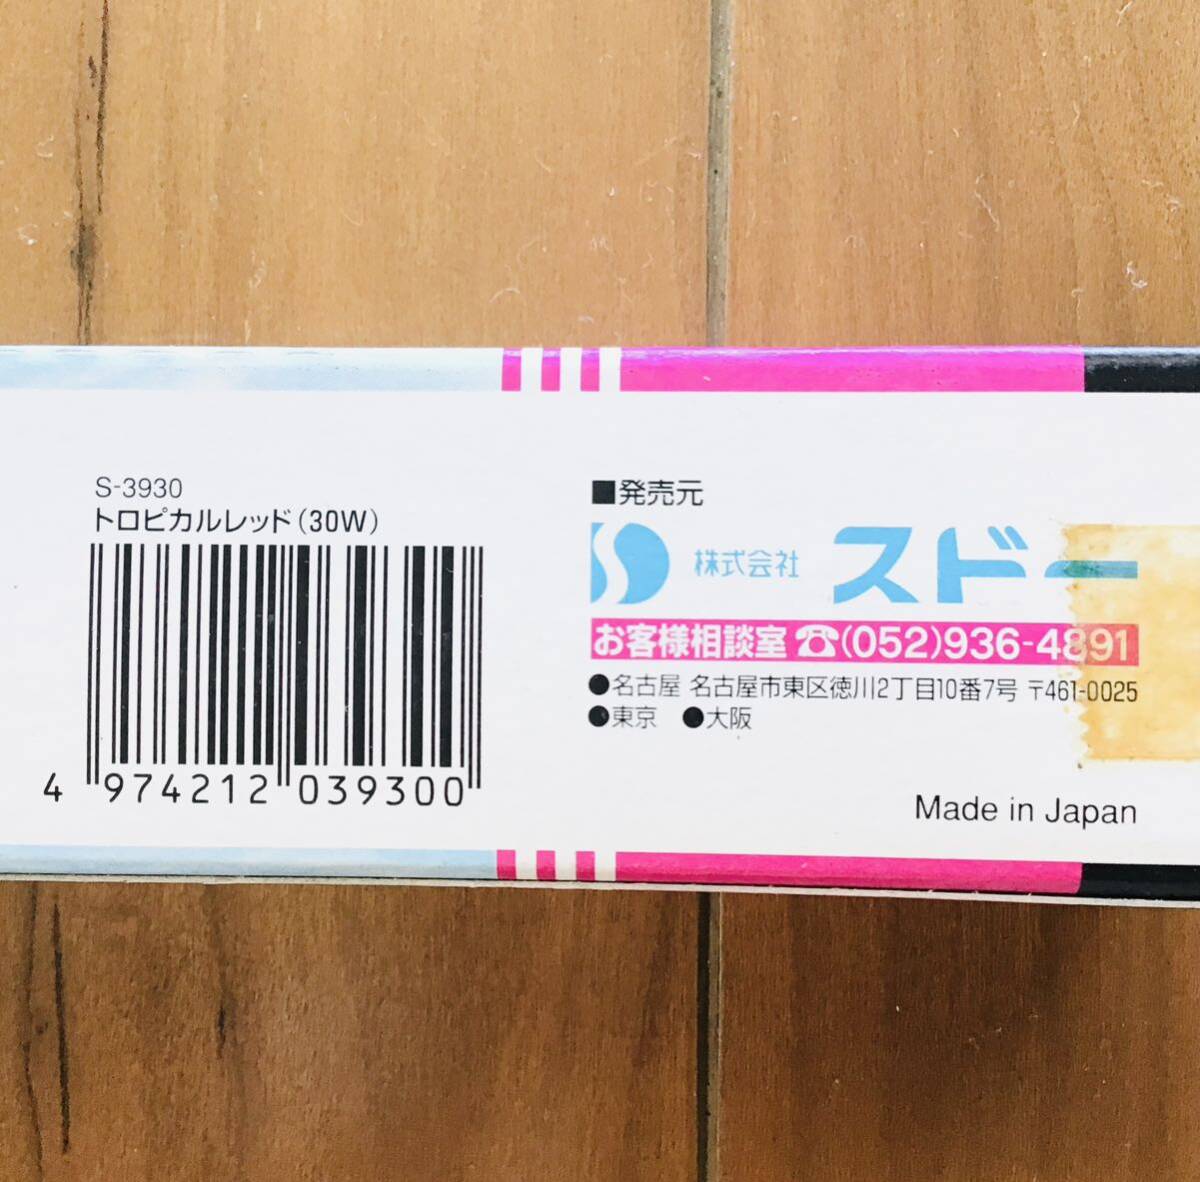 S-3930
トロピカルレッド(30W)
4 974212 039300
■発売元
株式会社 スドー
お客様相談室☎(052)936-4891
●名古屋 名古屋市東区徳川2丁目10番7号 〒461-0025
●東京 ●大阪
Made in Japan